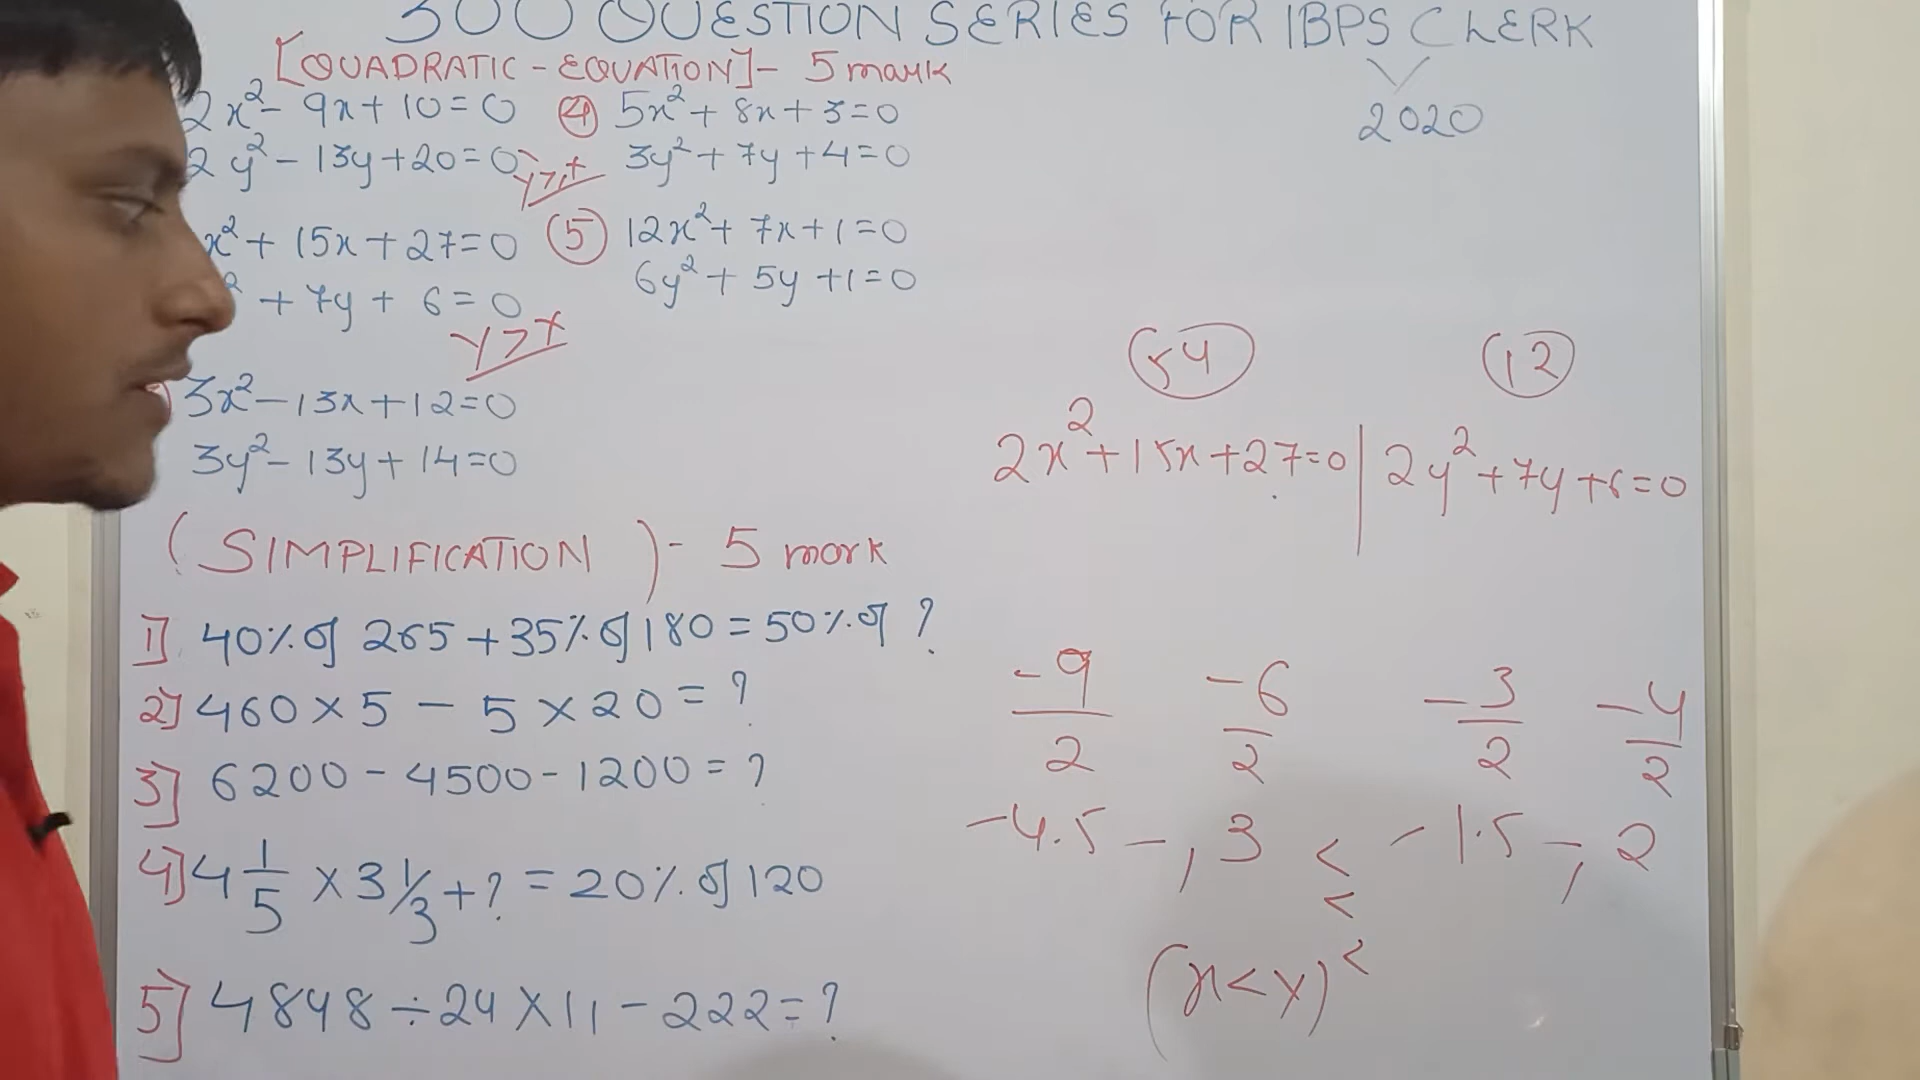 300 QUESTION SERIES FOR IBPS CLERK
2020
[QUADRATIC - EQUATION] - 5 mark
2x² - 9x + 10 = 0
2y² - 13y + 20 = 0
y ≥ x
x² + 15x + 27 = 0
² + 7y + 6 = 0
y > x
3x² - 13x + 12 = 0
3y² - 13y + 14 = 0
④ 5x² + 8x + 3 = 0
3y² + 7y + 4 = 0
⑤ 12x² + 7x + 1 = 0
6y² + 5y + 1 = 0
(SIMPLIFICATION) - 5 mark
1] 40% of 265 + 35% of 180 = 50% of ?
2] 460 × 5 - 5 × 20 = ?
3] 6200 - 4500 - 1200 = ?
4] 4 1/5 × 3 1/3 + ? = 20% of 120
5] 4848 ÷ 24 × 11 - 222 = ?
54 12
2x² + 15x + 27 = 0 | 2y² + 7y + 6 = 0
-9/2 -6/2 -3/2 -4/2
-4.5 -, 3 < -1.5 -, 2
<
(x < y) <